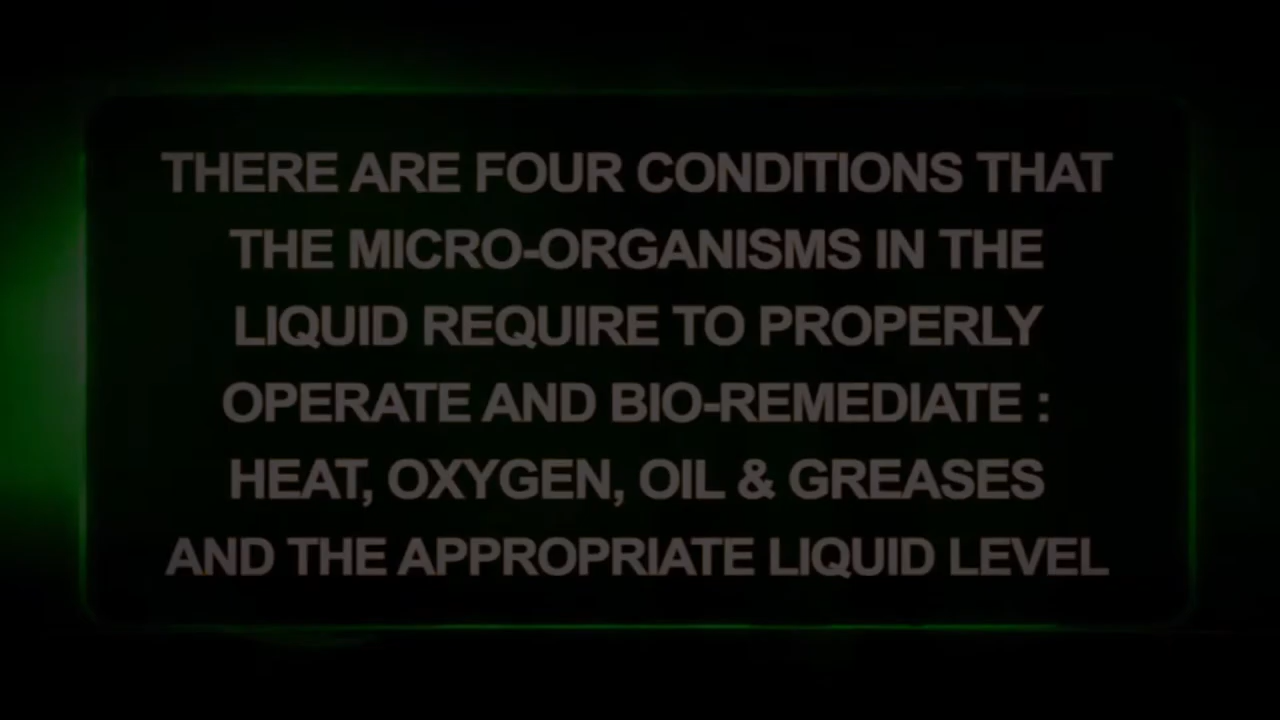 THERE ARE FOUR CONDITIONS THAT
THE MICRO-ORGANISMS IN THE
LIQUID REQUIRE TO PROPERLY
OPERATE AND BIO-REMEDIATE :
HEAT, OXYGEN, OIL & GREASES
AND THE APPROPRIATE LIQUID LEVEL